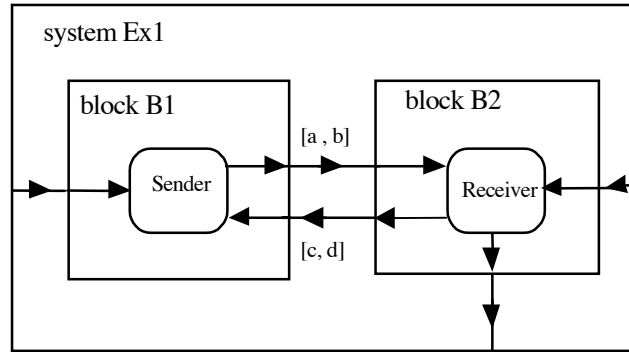 system Ex1
block B1
block B2
[a , b]
Sender
Receiver
[c, d]